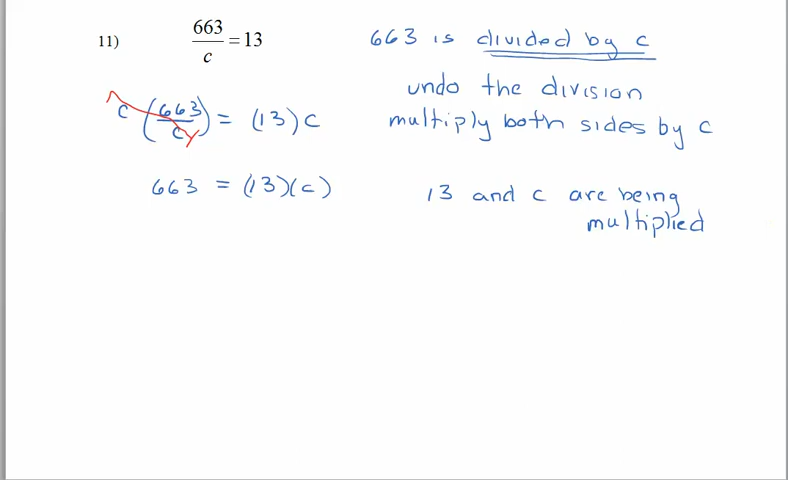 11) 663/c = 13
663 is divided by c
undo the division
c (663/c) = (13) c
multiply both sides by c
663 = (13)(c)
13 and c are being
multiplied